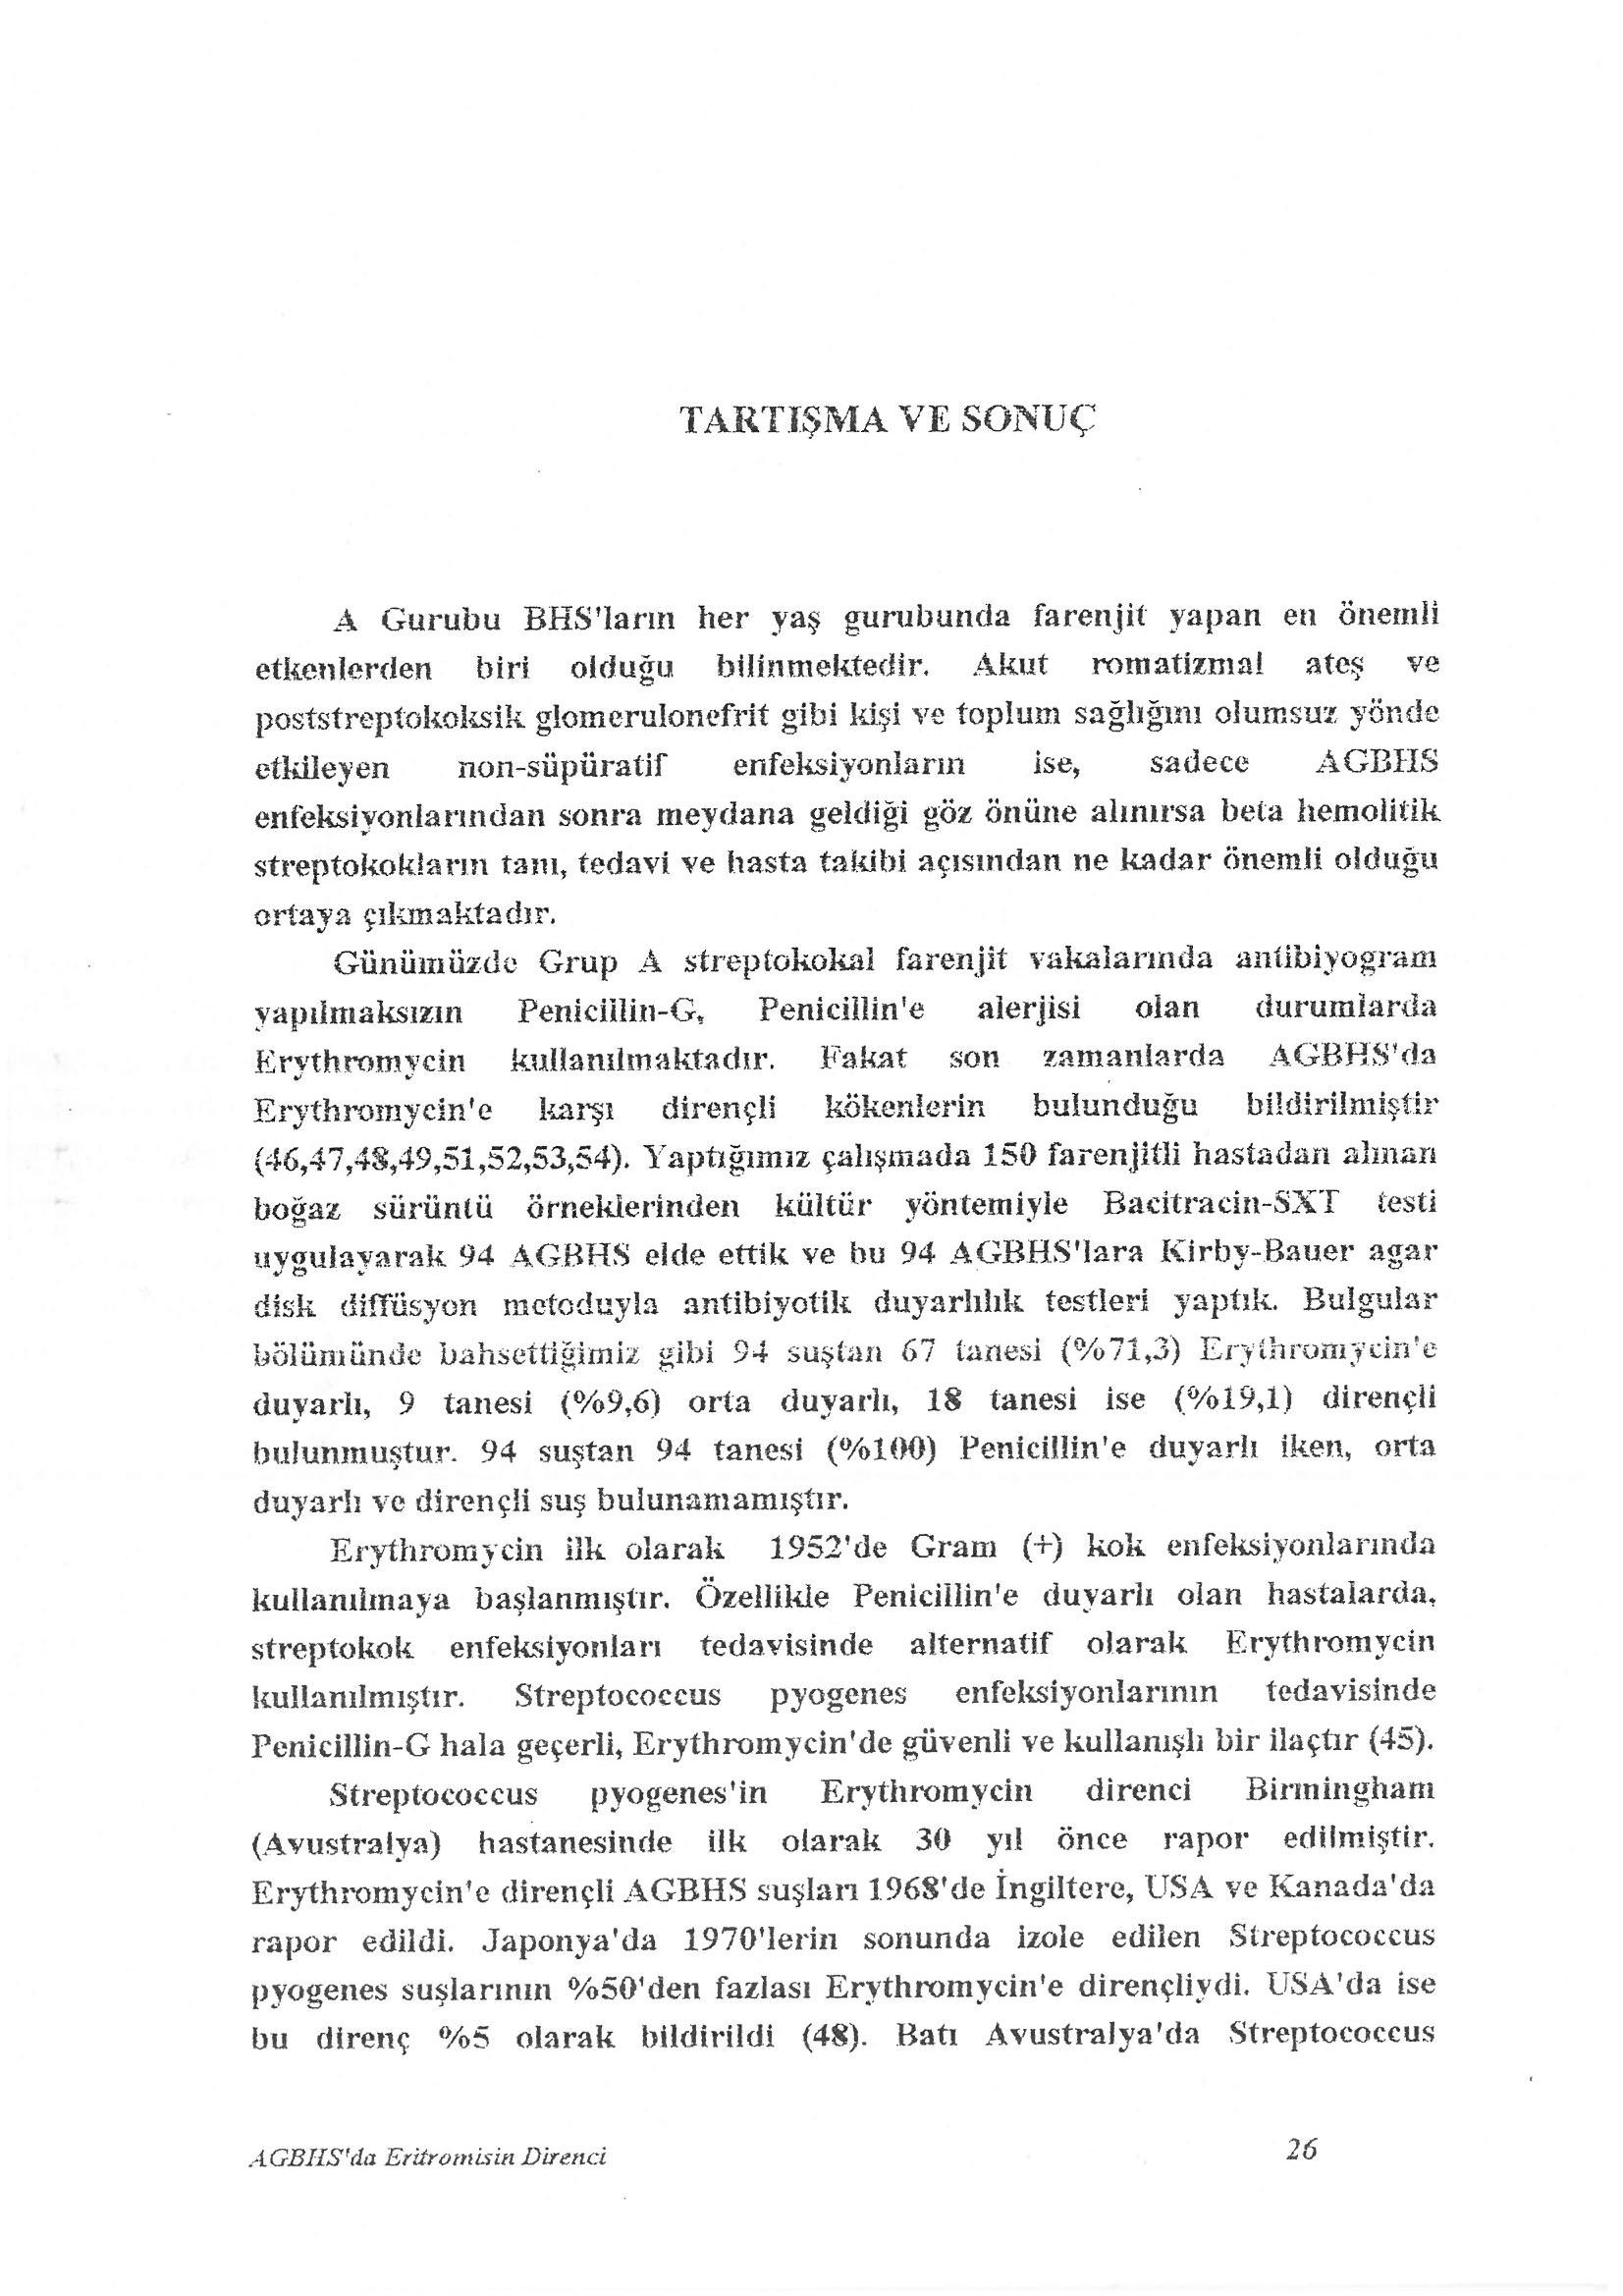 TARTIŞMA VE SONUÇ
A Gurubu BHS'ların her yaş gurubunda farenjit yapan en önemli
etkenlerden biri olduğu bilinmektedir. Akut romatizmal ateş ve
poststreptokoksik glomerulonefrit gibi kişi ve toplum sağlığını olumsuz yönde
etkileyen non-süpüratif enfeksiyonların ise, sadece AGBHS
enfeksiyonlarından sonra meydana geldiği göz önüne alınırsa beta hemolitik
streptokokların tanı, tedavi ve hasta takibi açısından ne kadar önemli olduğu
ortaya çıkmaktadır.
Günümüzde Grup A streptokokal farenjit vakalarında antibiyogram
yapılmaksızın Penicillin-G, Penicillin'e alerjisi olan durumlarda
Erythromycin kullanılmaktadır. Fakat son zamanlarda AGBHS'da
Erythromycin'e karşı dirençli kökenlerin bulunduğu bildirilmiştir
(46,47,48,49,51,52,53,54). Yaptığımız çalışmada 150 farenjitli hastadan alınan
boğaz sürüntü örneklerinden kültür yöntemiyle Bacitracin-SXT testi
uygulayarak 94 AGBHS elde ettik ve bu 94 AGBHS'lara Kirby-Bauer agar
disk diffüsyon metoduyla antibiyotik duyarlılık testleri yaptık. Bulgular
bölümünde bahsettiğimiz gibi 94 suştan 67 tanesi (%71,3) Erythromycin'e
duyarlı, 9 tanesi (%9,6) orta duyarlı, 18 tanesi ise (%19,1) dirençli
bulunmuştur. 94 suştan 94 tanesi (%100) Penicillin'e duyarlı iken, orta
duyarlı ve dirençli suş bulunamamıştır.
Erythromycin ilk olarak 1952'de Gram (+) kok enfeksiyonlarında
kullanılmaya başlanmıştır. Özellikle Penicillin'e duyarlı olan hastalarda,
streptokok enfeksiyonları tedavisinde alternatif olarak Erythromycin
kullanılmıştır. Streptococcus pyogenes enfeksiyonlarının tedavisinde
Penicillin-G hala geçerli, Erythromycin'de güvenli ve kullanışlı bir ilaçtır (45).
Streptococcus pyogenes'in Erythromycin direnci Birmingham
(Avustralya) hastanesinde ilk olarak 30 yıl önce rapor edilmiştir.
Erythromycin'e dirençli AGBHS suşları 1968'de İngiltere, USA ve Kanada'da
rapor edildi. Japonya'da 1970'lerin sonunda izole edilen Streptococcus
pyogenes suşlarının %50'den fazlası Erythromycin'e dirençliydi. USA'da ise
bu direnç %5 olarak bildirildi (48). Batı Avustralya'da Streptococcus
AGBHS'da Eritromisin Direnci 26